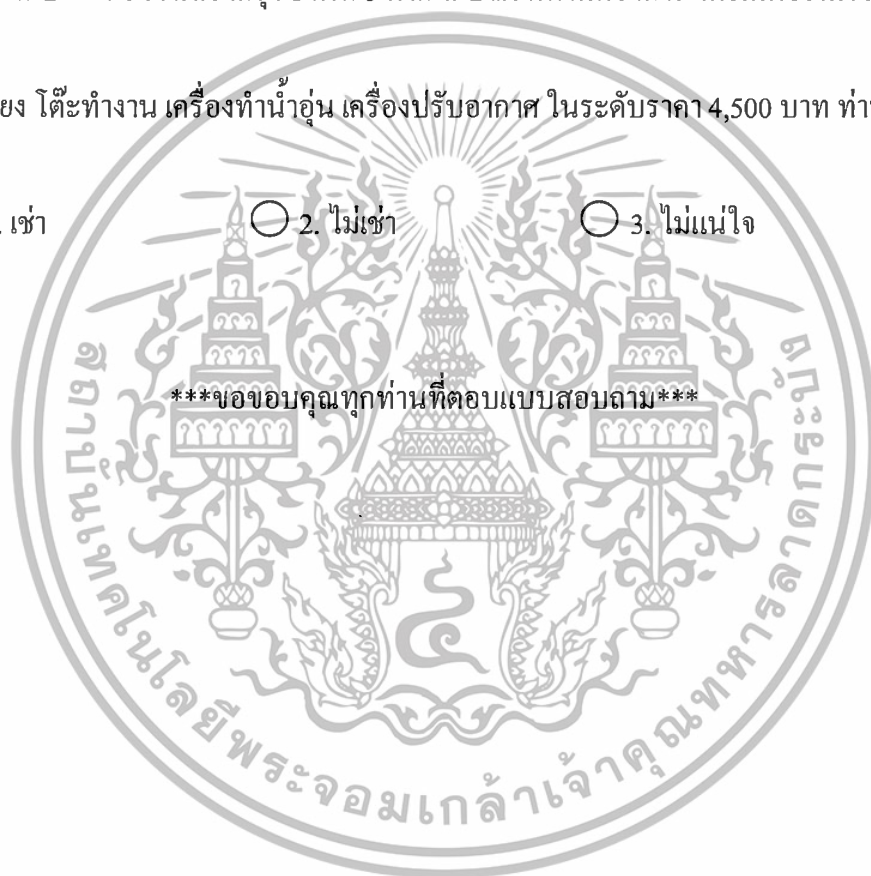 โต๊ะทำงาน เครื่องทำน้ำอุ่น เครื่องปรับอากาศ ในระดับราคา 4,500 บาท
เช่า 2. ไม่เช่า 3. ไม่แน่ใจ
***ขอขอบคุณทุกท่านที่ตอบแบบสอบถาม***
สถาบันเทคโนโลยีพระจอมเกล้าเจ้าคุณทหารลาดกระบัง